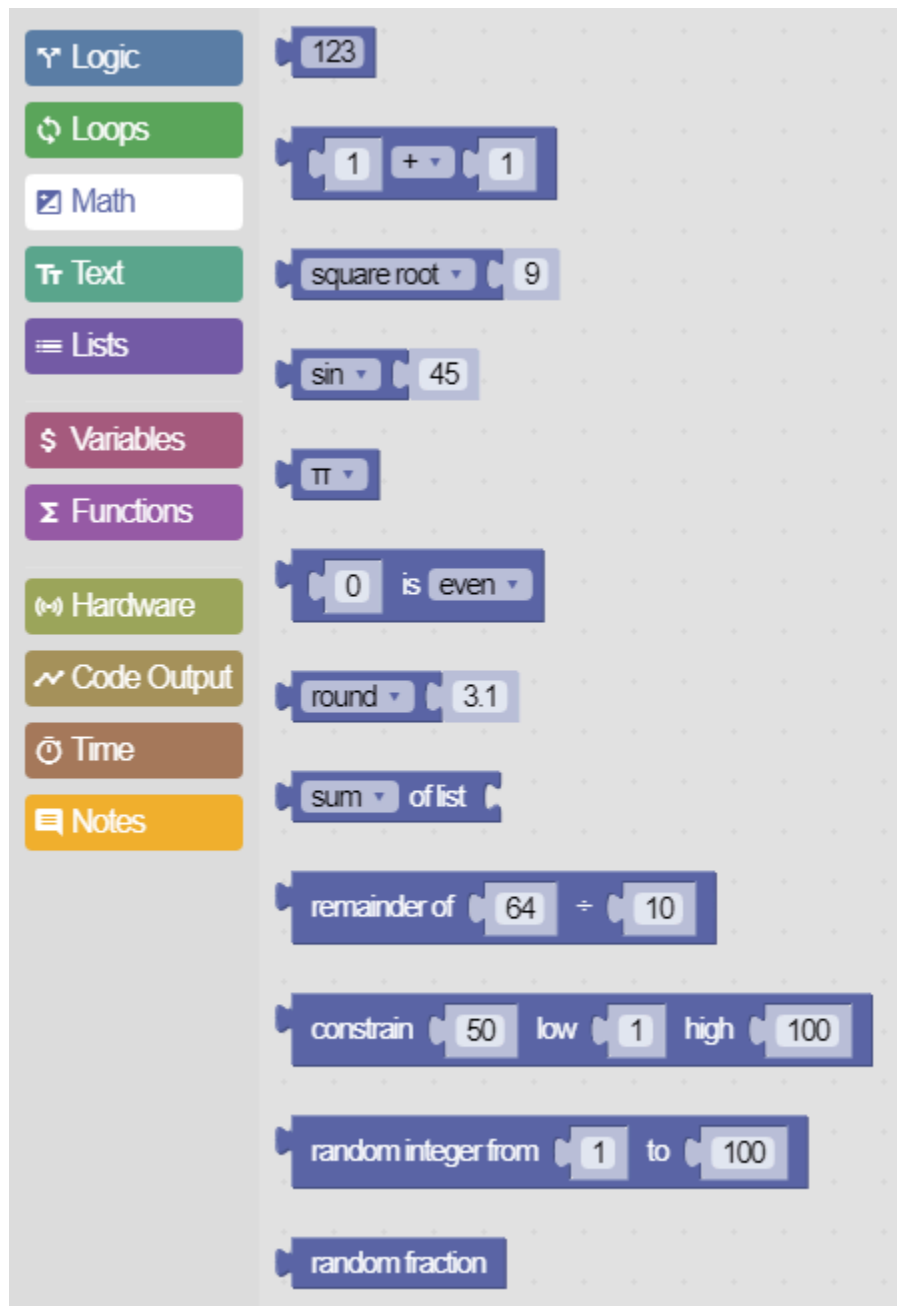 Logic
Loops
Math
Text
Lists
Variables
Functions
Hardware
Code Output
Time
Notes
123
1 + 1
square root 9
sin 45
π
0 is even
round 3.1
sum of list
remainder of 64 ÷ 10
constrain 50 low 1 high 100
random integer from 1 to 100
random fraction